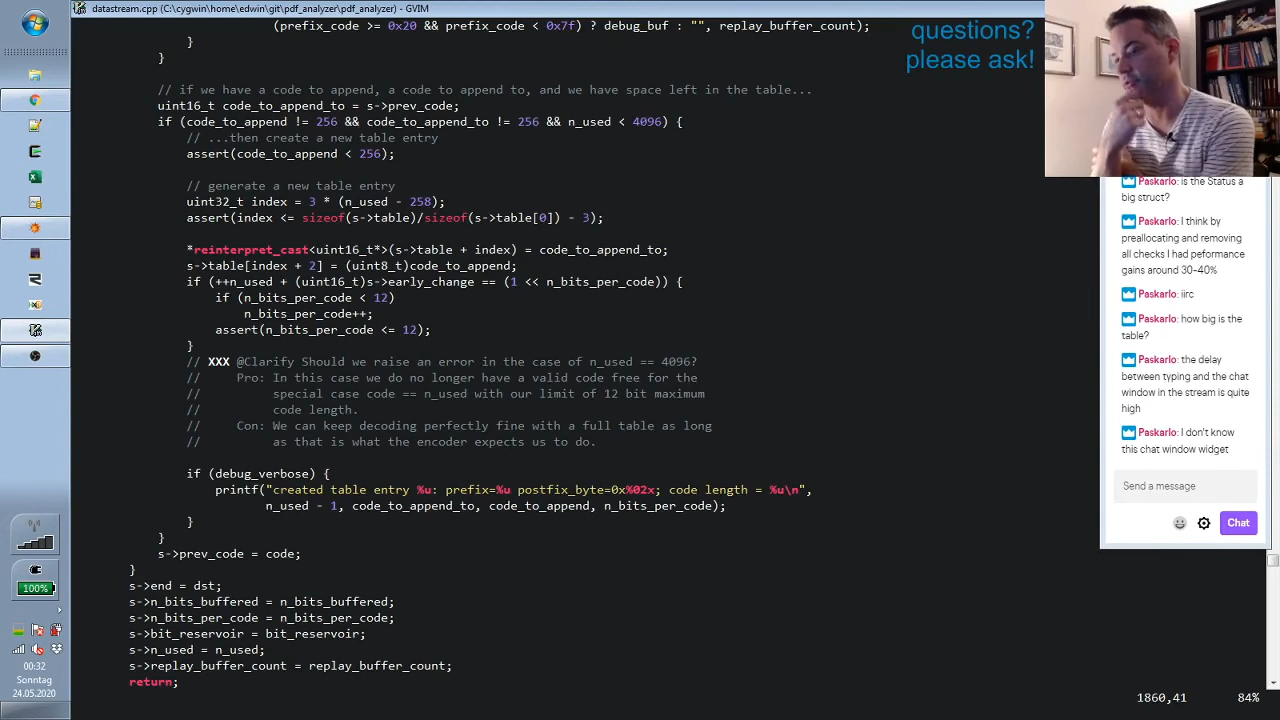 datastream.cpp (C:\cygwin\home\edwin\git\pdf_analyzer\pdf_analyzer) - GVIM
(prefix_code >= 0x20 && prefix_code < 0x7f) ? debug_buf : "", replay_buffer_count);
}
}
// if we have a code to append, a code to append to, and we have space left in the table...
uint16_t code_to_append_to = s->prev_code;
if (code_to_append != 256 && code_to_append_to != 256 && n_used < 4096) {
// ...then create a new table entry
assert(code_to_append < 256);
// generate a new table entry
uint32_t index = 3 * (n_used - 258);
assert(index <= sizeof(s->table)/sizeof(s->table[0]) - 3);
*reinterpret_cast<uint16_t*>(s->table + index) = code_to_append_to;
s->table[index + 2] = (uint8_t)code_to_append;
if (++n_used + (uint16_t)s->early_change == (1 << n_bits_per_code)) {
if (n_bits_per_code < 12)
n_bits_per_code++;
assert(n_bits_per_code <= 12);
}
// XXX @Clarify Should we raise an error in the case of n_used == 4096?
// Pro: In this case we do no longer have a valid code free for the
// special case code == n_used with our limit of 12 bit maximum
// code length.
// Con: We can keep decoding perfectly fine with a full table as long
// as that is what the encoder expects us to do.
if (debug_verbose) {
printf("created table entry %u: prefix=%u postfix_byte=0x%02x; code length = %u\n",
n_used - 1, code_to_append_to, code_to_append, n_bits_per_code);
}
}
s->prev_code = code;
}
s->end = dst;
s->n_bits_buffered = n_bits_buffered;
s->n_bits_per_code = n_bits_per_code;
s->bit_reservoir = bit_reservoir;
s->n_used = n_used;
s->replay_buffer_count = replay_buffer_count;
return;
1860,41 84%
questions?
please ask!
Paskarlo: is the Status a
big struct?
Paskarlo: I think by
preallocating and removing
all checks I had peformance
gains around 30-40%
Paskarlo: iirc
Paskarlo: how big is the
table?
Paskarlo: the delay
between typing and the chat
window in the stream is quite
high
Paskarlo: I don't know
this chat window widget
Send a message
Chat
100%
00:32
Sonntag
24.05.2020